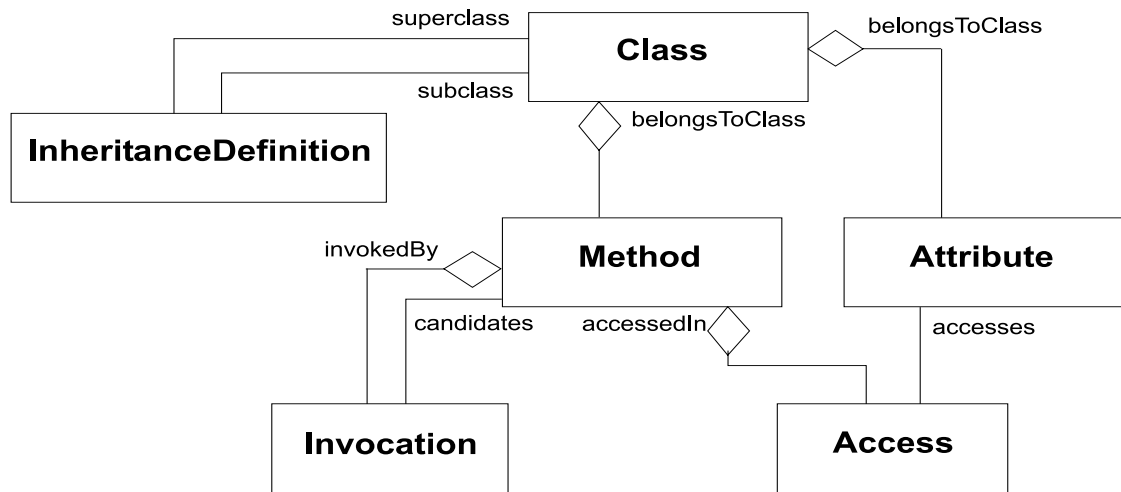 superclass
belongsToClass
Class
subclass
belongsToClass
InheritanceDefinition
invokedBy
Method
Attribute
candidates
accessedIn
accesses
Invocation
Access